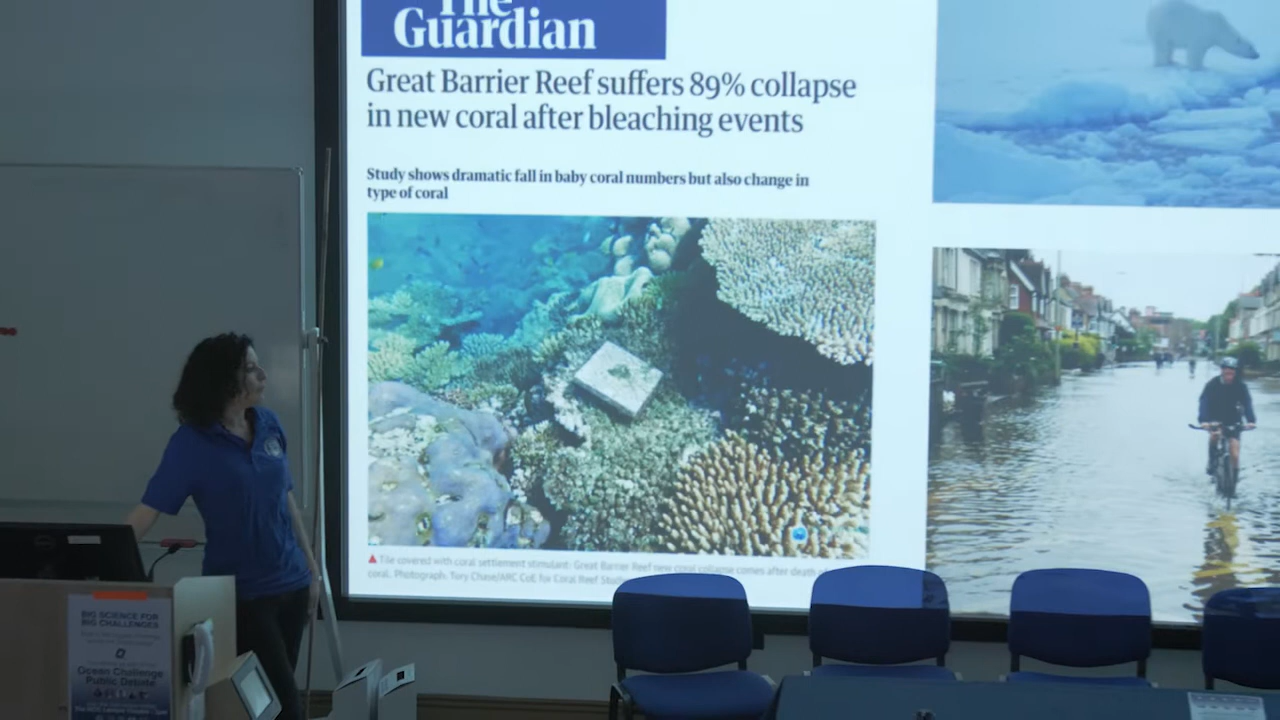 The
Guardian
Great Barrier Reef suffers 89% collapse
in new coral after bleaching events
Study shows dramatic fall in baby coral numbers but also change in
type of coral
Tile covered with coral settlement stimulant: Great Barrier Reef new coral collapse comes after death of
coral. Photograph: Tory Chase/ARC CoE for Coral Reef Studies
BIG SCIENCE FOR
BIG CHALLENGES
Ocean Challenge
Public Debate